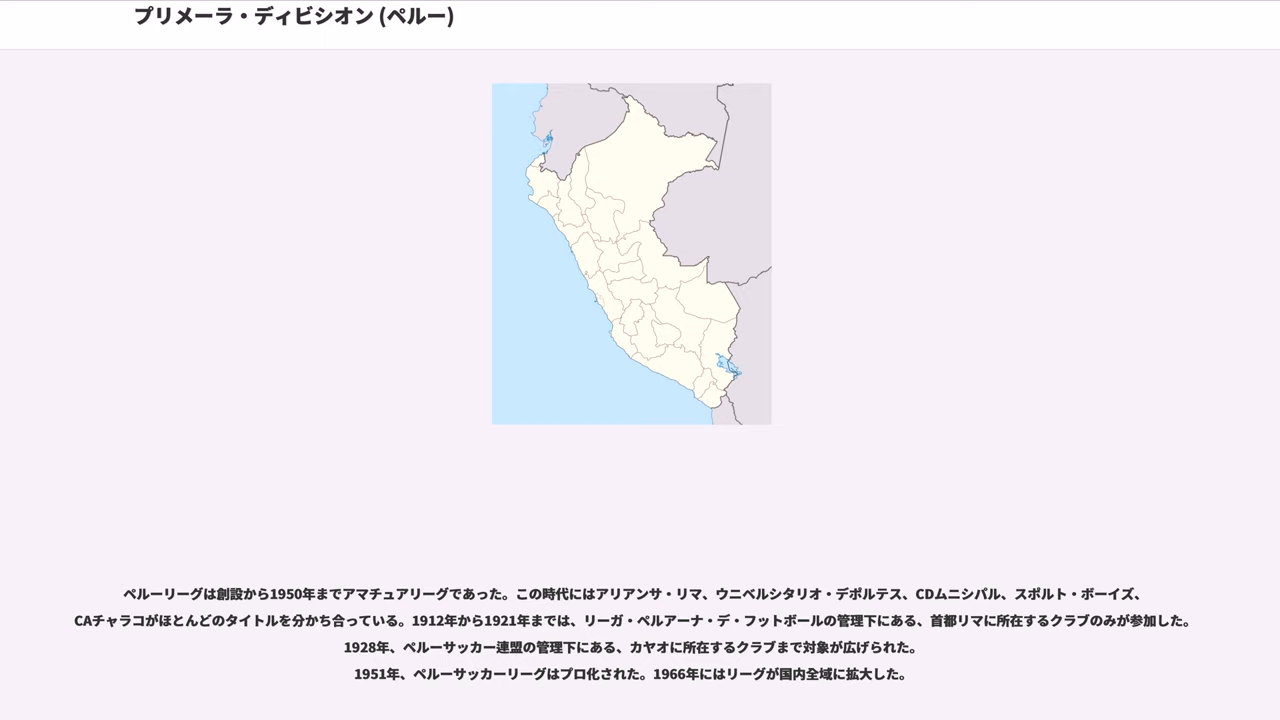 プリメーラ・ディビシオン (ペルー)
ペルーリーグは創設から1950年までアマチュアリーグであった。この時代にはアリアンサ・リマ、ウニベルシタリオ・デポルテス、CDムニシパル、スポルト・ボーイズ、
CAチャラコがほとんどのタイトルを分かち合っている。1912年から1921年までは、リーガ・ペルアーナ・デ・フットボールの管理下にある、首都リマに所在するクラブのみが参加した。
1928年、ペルーサッカー連盟の管理下にある、カヤオに所在するクラブまで対象が広げられた。
1951年、ペルーサッカーリーグはプロ化された。1966年にはリーグが国内全域に拡大した。